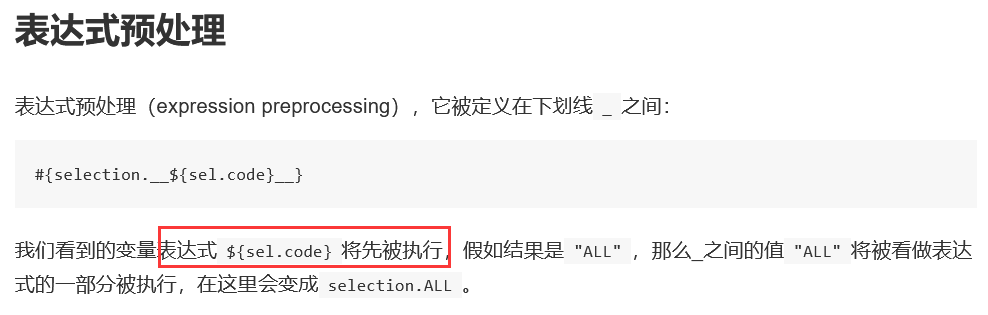 表达式预处理
表达式预处理（expression preprocessing），它被定义在下划线 _ 之间：
#{selection.__${sel.code}__}
我们看到的变量表达式 ${sel.code} 将先被执行，假如结果是 "ALL" ，那么_之间的值 "ALL" 将被看做表达
式的一部分被执行，在这里会变成 selection.ALL 。